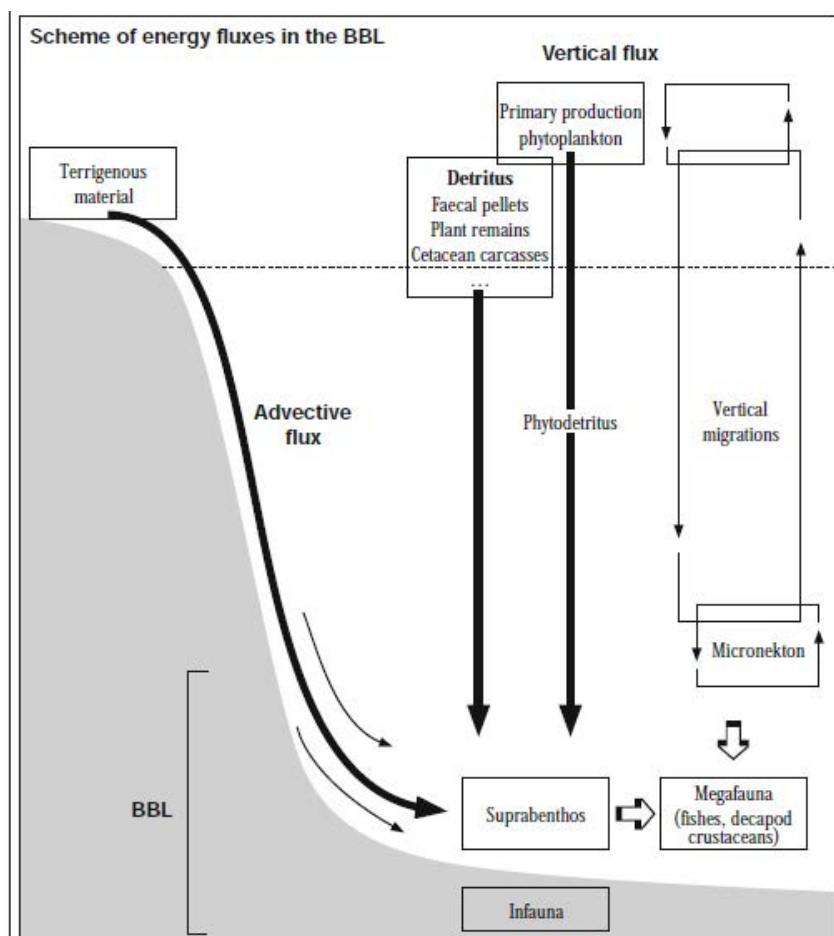 Scheme of energy fluxes in the BBL
Vertical flux
Primary production
phytoplankton
Terrigenous
material
Detritus
Faecal pellets
Plant remains
Cetacean carcasses
...
Advective
flux
Phytodetritus
Vertical
migrations
Micronekton
BBL
Suprabenthos
Megafauna
(fishes, decapod
crustaceans)
Infauna